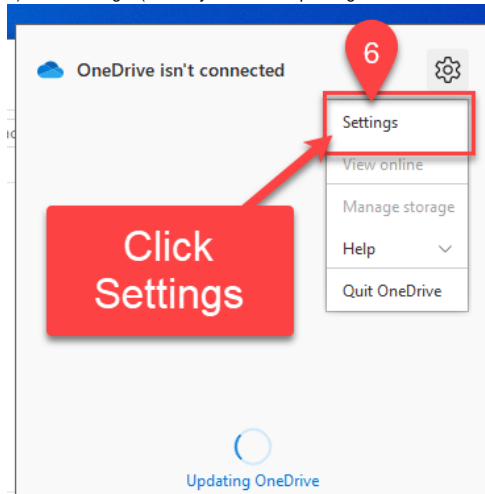 OneDrive isn't connected
6
Settings
View online
Manage storage
Click
Settings
Help
Quit OneDrive
Updating OneDrive